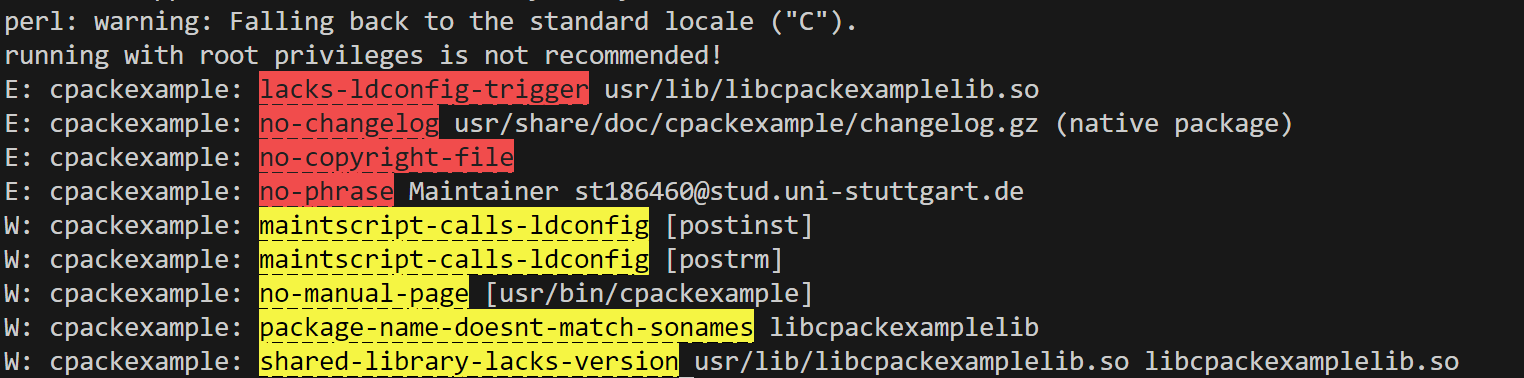 perl: warning: Falling back to the standard locale ("C").
running with root privileges is not recommended!
E: cpackexample: lacks-ldconfig-trigger usr/lib/libcpackexamplelib.so
E: cpackexample: no-changelog usr/share/doc/cpackexample/changelog.gz (native package)
E: cpackexample: no-copyright-file
E: cpackexample: no-phrase Maintainer st186460@stud.uni-stuttgart.de
W: cpackexample: maintscript-calls-ldconfig [postinst]
W: cpackexample: maintscript-calls-ldconfig [postrm]
W: cpackexample: no-manual-page [usr/bin/cpackexample]
W: cpackexample: package-name-doesnt-match-sonames libcpackexamplelib
W: cpackexample: shared-library-lacks-version usr/lib/libcpackexamplelib.so libcpackexamplelib.so